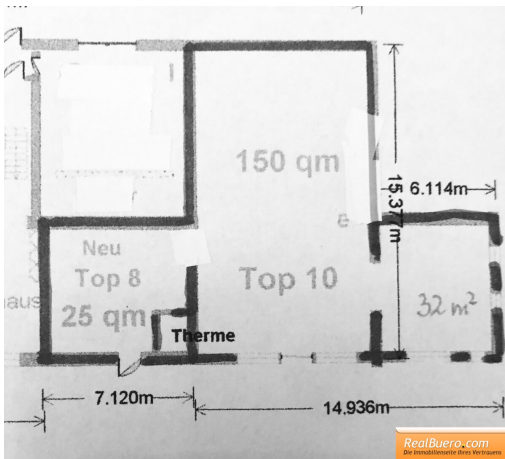 150 qm
15.377m
6.114m
Neu
Top 8
25 qm
Top 10
32 m²
Therme
7.120m
14.936m
RealBuero.com
Die Immobilienseite Ihres Vertrauens